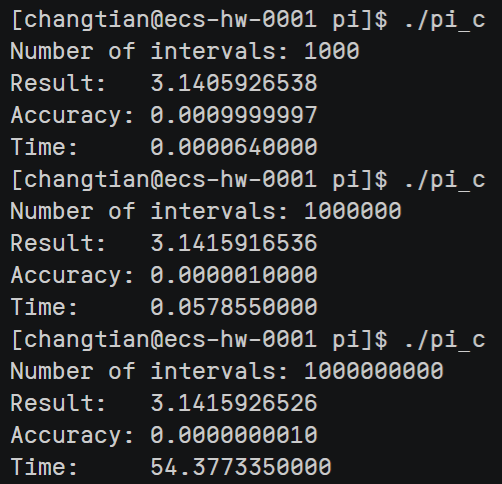 [changtian@ecs-hw-0001 pi]$ ./pi_c
Number of intervals: 1000
Result:   3.1405926538
Accuracy: 0.0009999997
Time:     0.0000640000
[changtian@ecs-hw-0001 pi]$ ./pi_c
Number of intervals: 1000000
Result:   3.1415916536
Accuracy: 0.0000010000
Time:     0.0578550000
[changtian@ecs-hw-0001 pi]$ ./pi_c
Number of intervals: 1000000000
Result:   3.1415926526
Accuracy: 0.0000000010
Time:     54.3773350000